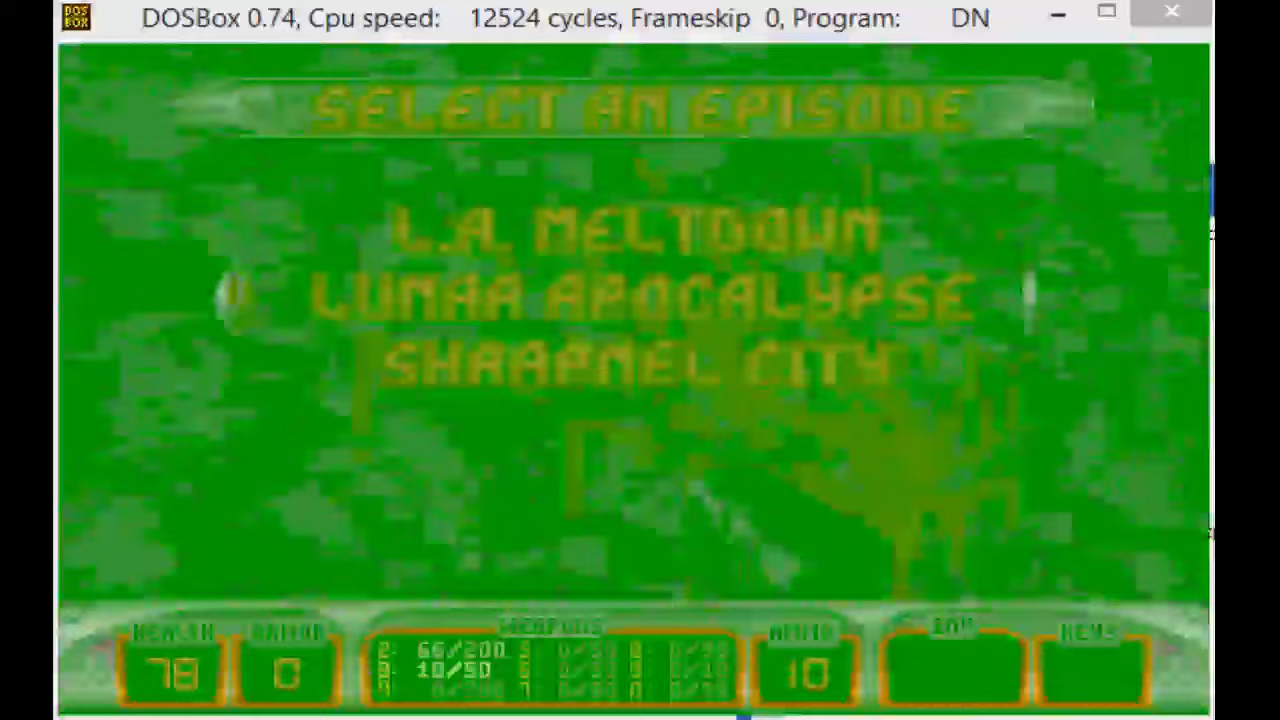 DOSBox 0.74, Cpu speed: 12524 cycles, Frameskip 0, Program: DN
SELECT AN EPISODE
L.A. MELTDOWN
LUNAR APOCALYPSE
SHRAPNEL CITY
HEALTH ARMOR WEAPONS AMMO INV KEYS
78 0 10
2: 66/200
3: 10/50